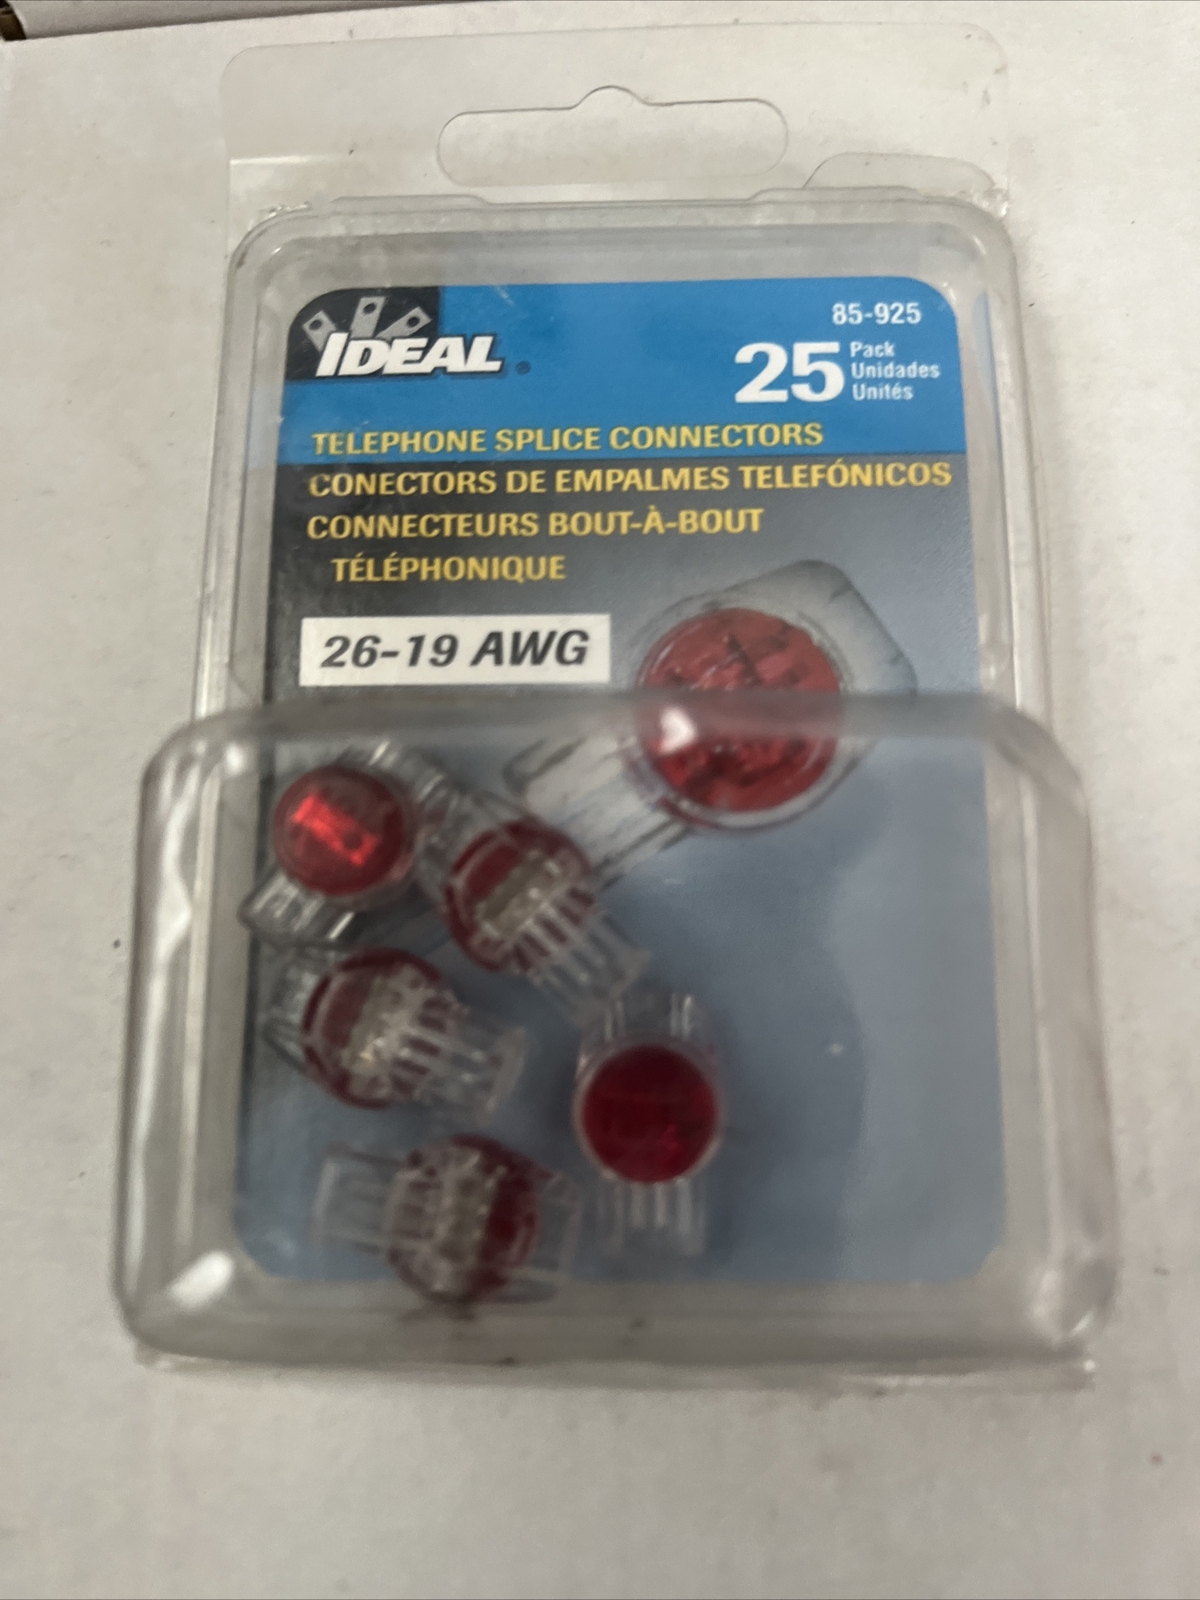 IDEAL®
85-925
25 Pack
Unidades
Unités
TELEPHONE SPLICE CONNECTORS
CONECTORS DE EMPALMES TELEFÓNICOS
CONNECTEURS BOUT-À-BOUT
TÉLÉPHONIQUE
26-19 AWG